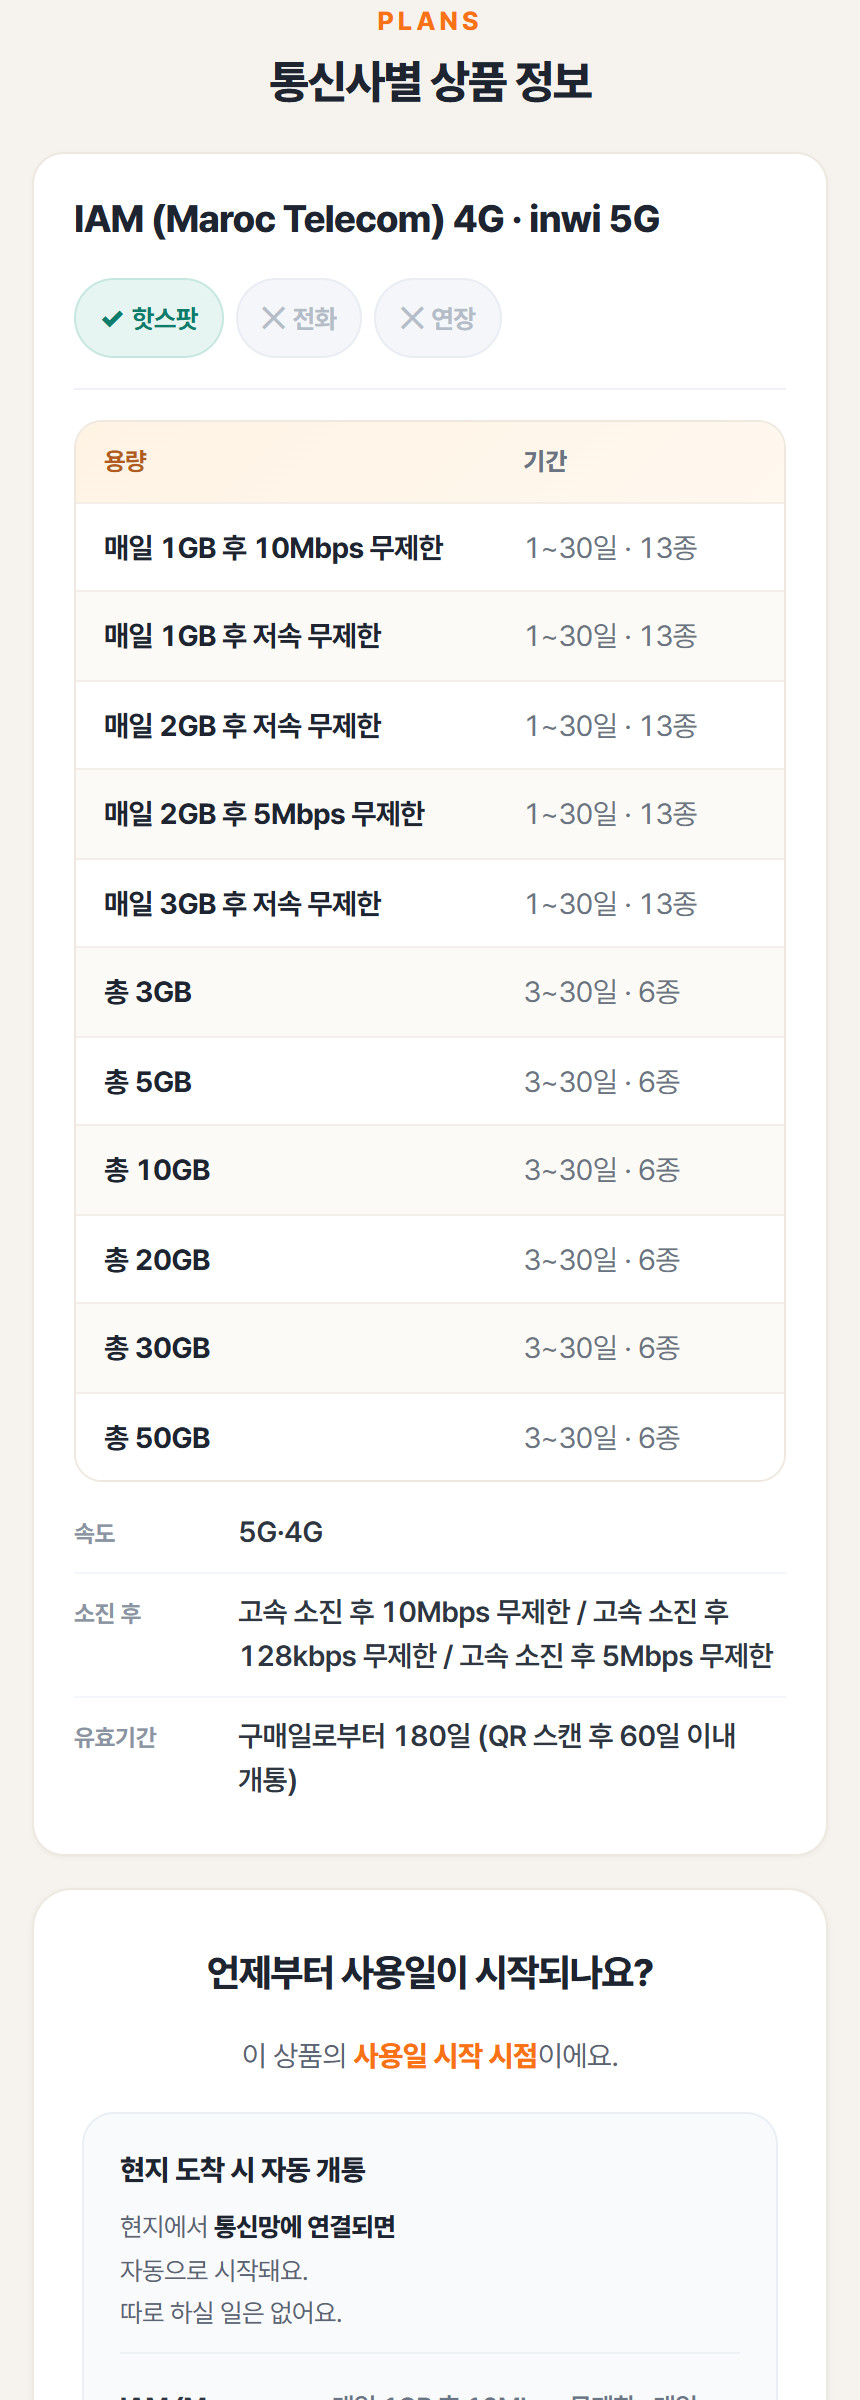 PLANS
통신사별 상품 정보
IAM (Maroc Telecom) 4G · inwi 5G
✓ 핫스팟 ✕ 전화 ✕ 연장
용량 기간
매일 1GB 후 10Mbps 무제한 1~30일 · 13종
매일 1GB 후 저속 무제한 1~30일 · 13종
매일 2GB 후 저속 무제한 1~30일 · 13종
매일 2GB 후 5Mbps 무제한 1~30일 · 13종
매일 3GB 후 저속 무제한 1~30일 · 13종
총 3GB 3~30일 · 6종
총 5GB 3~30일 · 6종
총 10GB 3~30일 · 6종
총 20GB 3~30일 · 6종
총 30GB 3~30일 · 6종
총 50GB 3~30일 · 6종
속도 5G·4G
소진 후 고속 소진 후 10Mbps 무제한 / 고속 소진 후
128kbps 무제한 / 고속 소진 후 5Mbps 무제한
유효기간 구매일로부터 180일 (QR 스캔 후 60일 이내
개통)
언제부터 사용일이 시작되나요?
이 상품의 사용일 시작 시점이에요.
현지 도착 시 자동 개통
현지에서 통신망에 연결되면
자동으로 시작돼요.
따로 하실 일은 없어요.